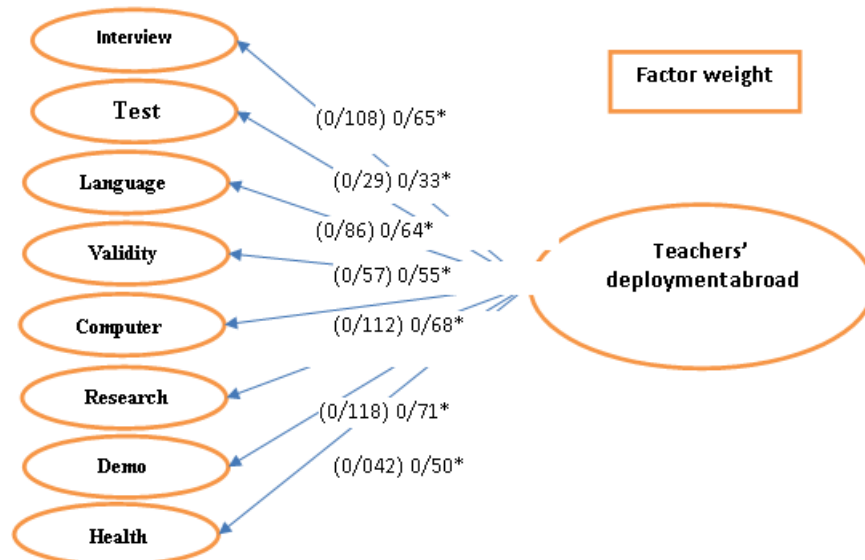 Interview
Test
Language
Validity
Computer
Research
Demo
Health
(0/108) 0/65*
(0/29) 0/33*
(0/86) 0/64*
(0/57) 0/55*
(0/112) 0/68*
(0/118) 0/71*
(0/042) 0/50*
Factor weight
Teachers'
deploymentabroad